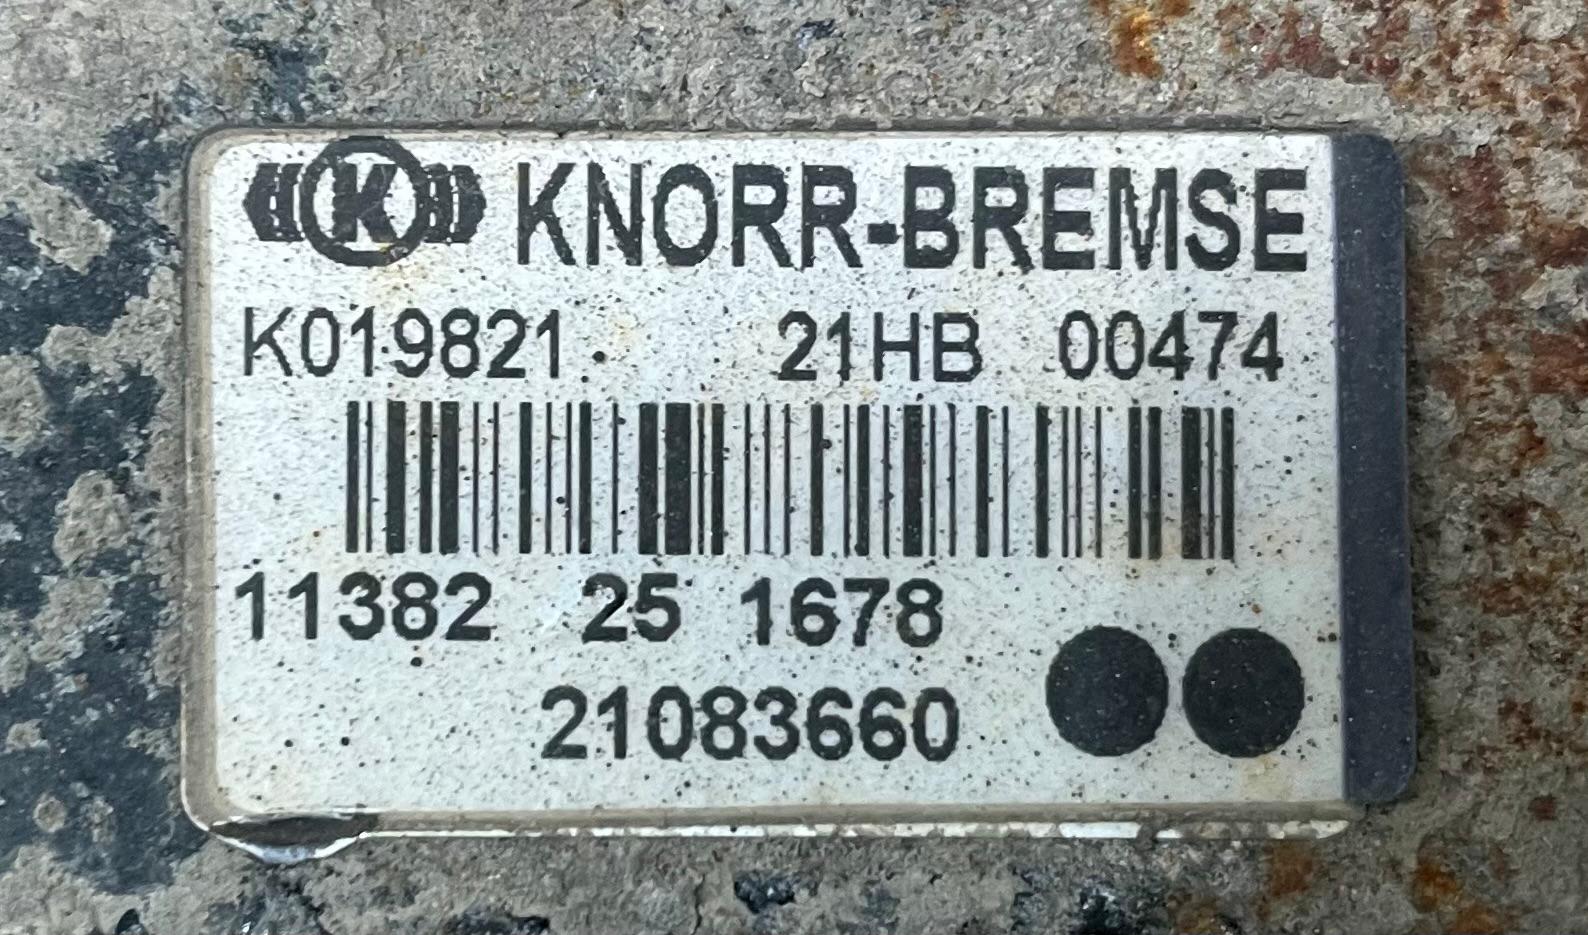 K KNORR-BREMSE
K019821 21HB 00474
11382 25 1678
21083660